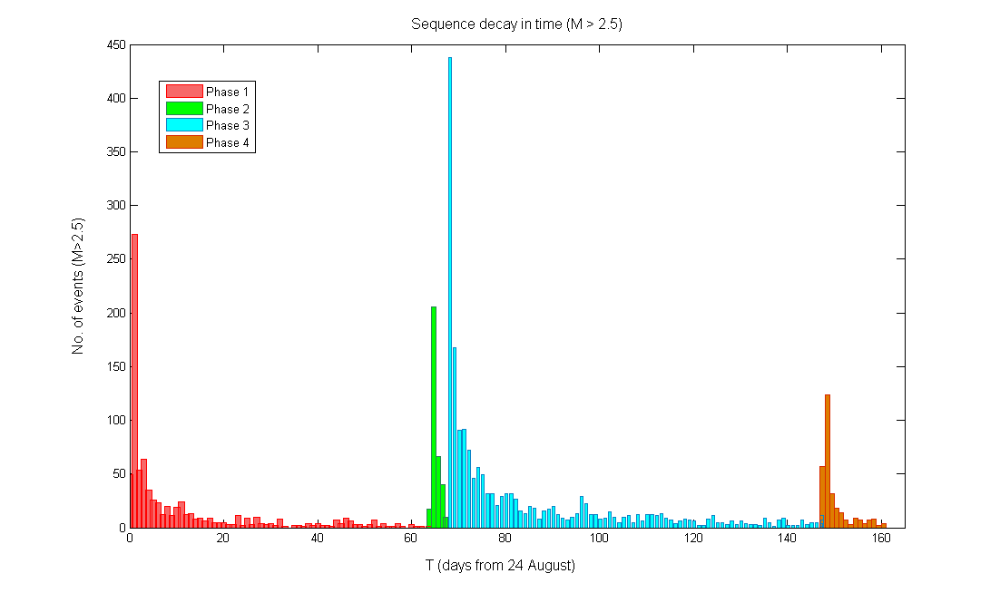 Sequence decay in time (M > 2.5)
450
400
350
300
250
200
150
100
50
0
Phase 1
Phase 2
Phase 3
Phase 4
No. of events (M>2.5)
0 20 40 60 80 100 120 140 160
T (days from 24 August)